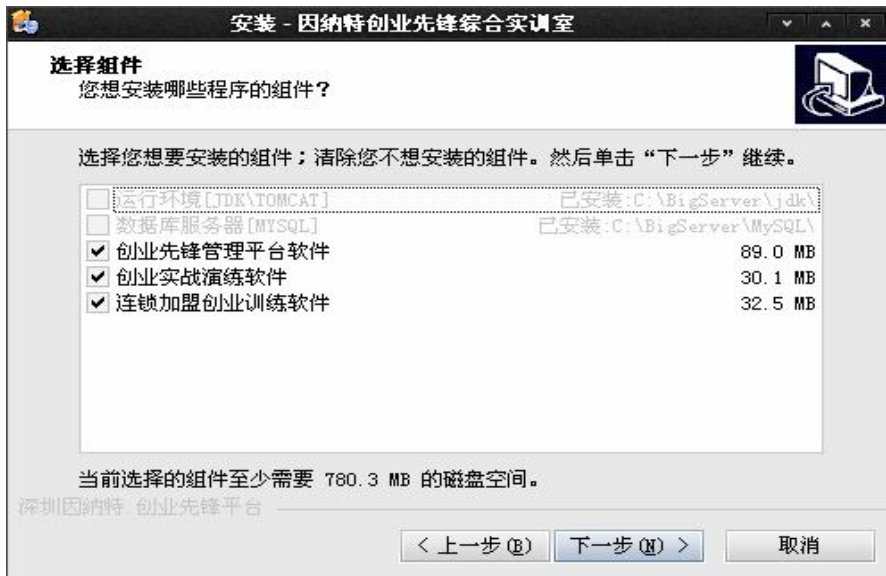 安装 - 因纳特创业先锋综合实训室
选择组件
您想安装哪些程序的组件？
选择您想要安装的组件；清除您不想安装的组件。然后单击“下一步”继续。
运行环境[JDK\TOMCAT] 已安装:C:\BigServer\jdk\
数据库服务器[MYSQL] 已安装:C:\BigServer\MySQL\
创业先锋管理平台软件 89.0 MB
创业实战演练软件 30.1 MB
连锁加盟创业训练软件 32.5 MB
当前选择的组件至少需要 780.3 MB 的磁盘空间。
深圳因纳特 创业先锋平台
< 上一步(B) 下一步(N) > 取消